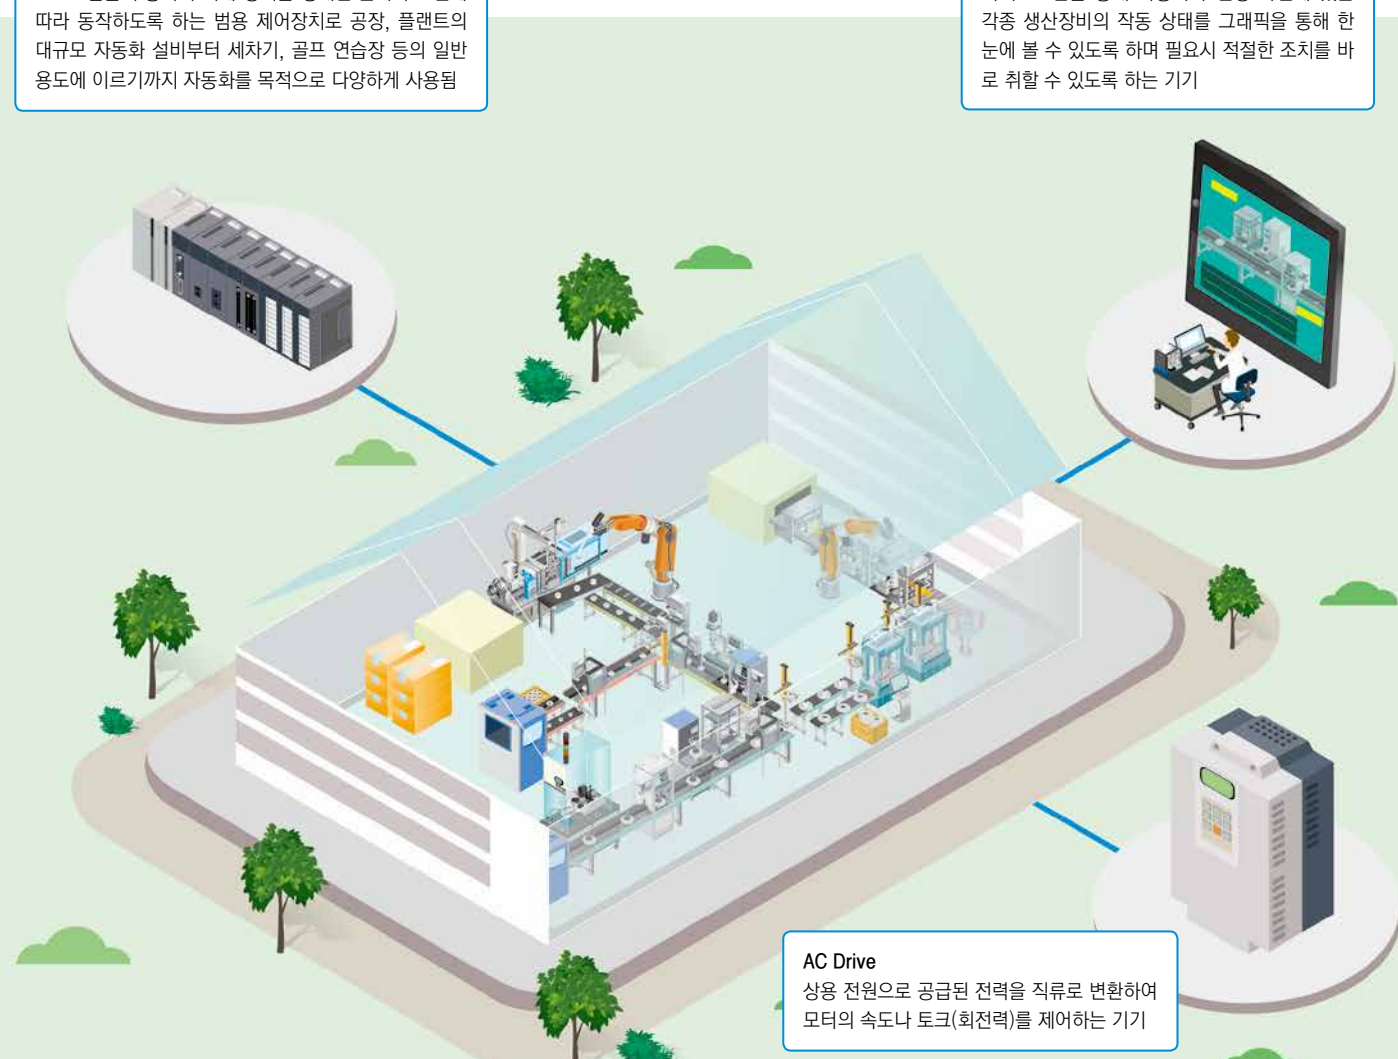 따라 동작하도록 하는 범용 제어장치로 공장, 플랜트의
대규모 자동화 설비부터 세차기, 골프 연습장 등의 일반
용도에 이르기까지 자동화를 목적으로 다양하게 사용됨
각종 생산장비의 작동 상태를 그래픽을 통해 한
눈에 볼 수 있도록 하며 필요시 적절한 조치를 바
로 취할 수 있도록 하는 기기
AC Drive
상용 전원으로 공급된 전력을 직류로 변환하여
모터의 속도나 토크(회전력)를 제어하는 기기